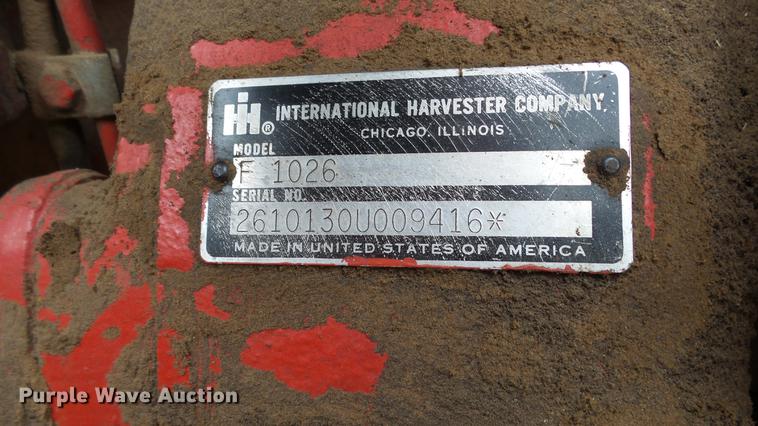 IH® INTERNATIONAL HARVESTER COMPANY.
CHICAGO, ILLINOIS
MODEL
F 1026
SERIAL NO.
2610130U009416*
MADE IN UNITED STATES OF AMERICA
Purple Wave Auction